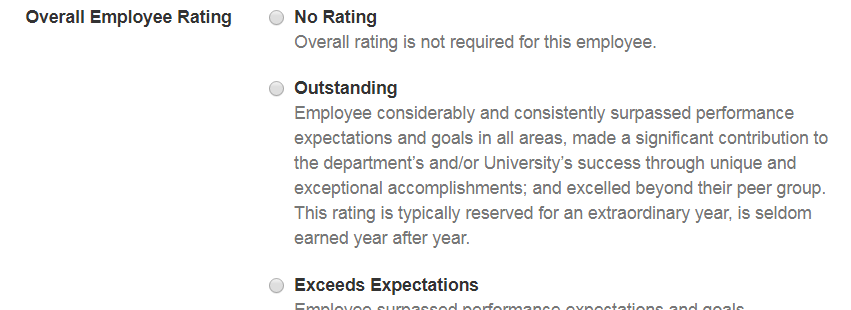 Overall Employee Rating No Rating
Overall rating is not required for this employee.
Outstanding
Employee considerably and consistently surpassed performance
expectations and goals in all areas, made a significant contribution to
the department’s and/or University’s success through unique and
exceptional accomplishments; and excelled beyond their peer group.
This rating is typically reserved for an extraordinary year, is seldom
earned year after year.
Exceeds Expectations
Employee surpassed performance expectations and goals